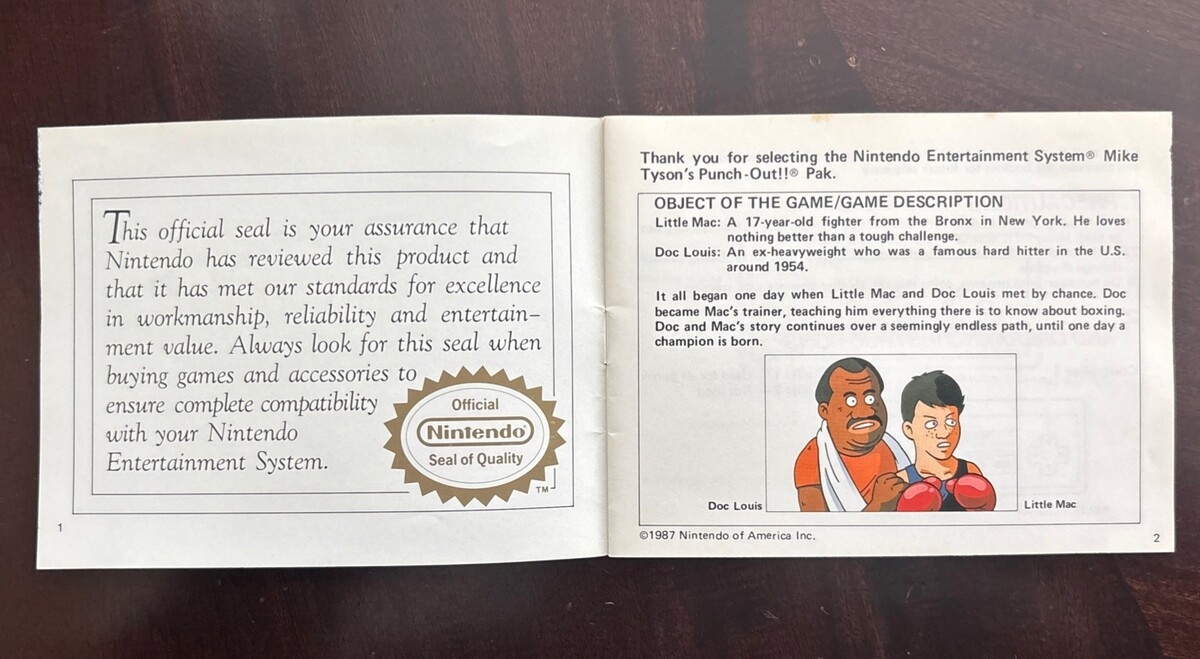 This official seal is your assurance that
Nintendo has reviewed this product and
that it has met our standards for excellence
in workmanship, reliability and entertain-
ment value. Always look for this seal when
buying games and accessories to
ensure complete compatibility
with your Nintendo
Entertainment System.
Official
Nintendo®
Seal of Quality
TM
1
Thank you for selecting the Nintendo Entertainment System® Mike
Tyson's Punch-Out!!® Pak.
OBJECT OF THE GAME/GAME DESCRIPTION
Little Mac: A 17-year-old fighter from the Bronx in New York. He loves
nothing better than a tough challenge.
Doc Louis: An ex-heavyweight who was a famous hard hitter in the U.S.
around 1954.
It all began one day when Little Mac and Doc Louis met by chance. Doc
became Mac's trainer, teaching him everything there is to know about boxing.
Doc and Mac's story continues over a seemingly endless path, until one day a
champion is born.
Doc Louis
Little Mac
©1987 Nintendo of America Inc.
2